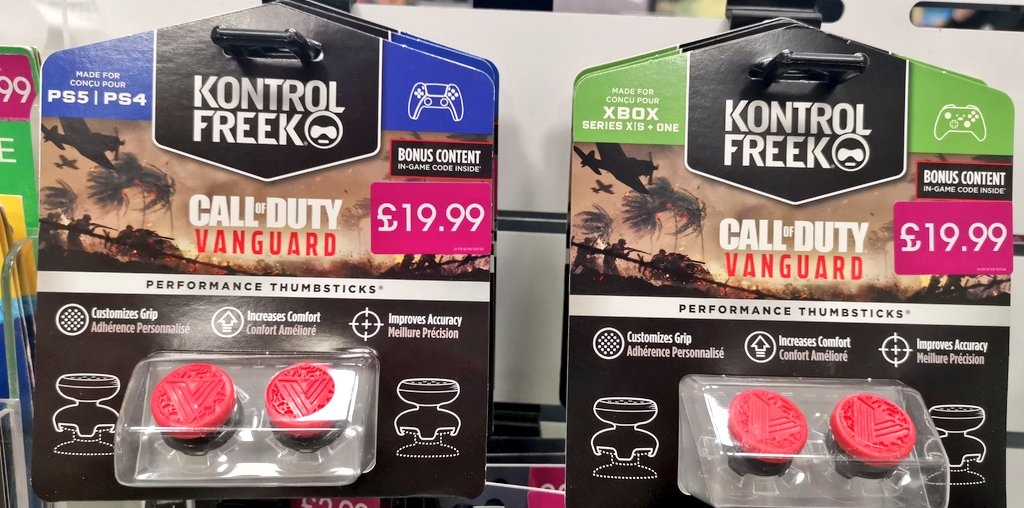 99
E
MADE FOR
CONÇU POUR
PS5 | PS4
KONTROL
FREEK
BONUS CONTENT
IN-GAME CODE INSIDE*
CALL OF DUTY
VANGUARD
£19.99
PERFORMANCE THUMBSTICKS®
Customizes Grip
Adhérence Personnalisé
Increases Comfort
Confort Amélioré
Improves Accuracy
Meillure Précision
MADE FOR
CONÇU POUR
XBOX
SERIES X|S + ONE
KONTROL
FREEK
BONUS CONTENT
IN-GAME CODE INSIDE*
CALL OF DUTY
VANGUARD
£19.99
PERFORMANCE THUMBSTICKS®
Customizes Grip
Adhérence Personnalisé
Increases Comfort
Confort Amélioré
Improves Accuracy
Meillure Précision